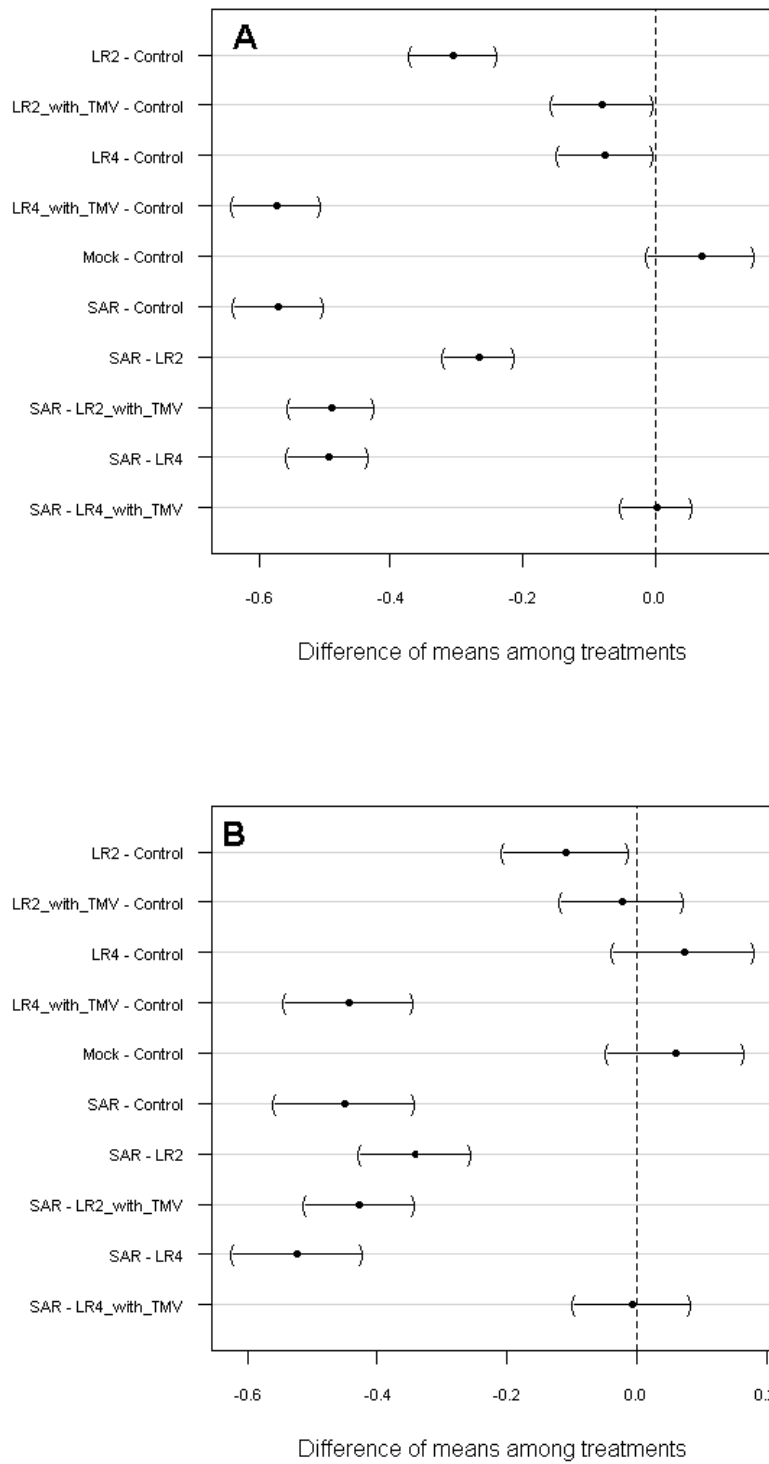 A
LR2 - Control
LR2_with_TMV - Control
LR4 - Control
LR4_with_TMV - Control
Mock - Control
SAR - Control
SAR - LR2
SAR - LR2_with_TMV
SAR - LR4
SAR - LR4_with_TMV
-0.6 -0.4 -0.2 0.0
Difference of means among treatments
B
LR2 - Control
LR2_with_TMV - Control
LR4 - Control
LR4_with_TMV - Control
Mock - Control
SAR - Control
SAR - LR2
SAR - LR2_with_TMV
SAR - LR4
SAR - LR4_with_TMV
-0.6 -0.4 -0.2 0.0
Difference of means among treatments